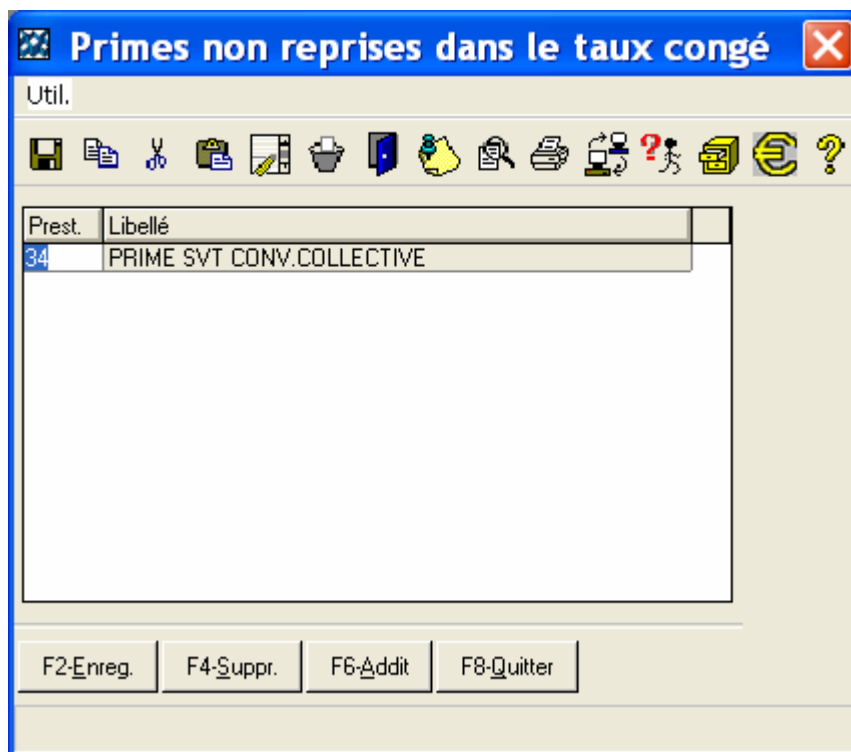 Primes non reprises dans le taux congé
Util.
Prest. Libellé
34 PRIME SVT CONV.COLLECTIVE
F2-Enreg. F4-Suppr. F6-Addit F8-Quitter